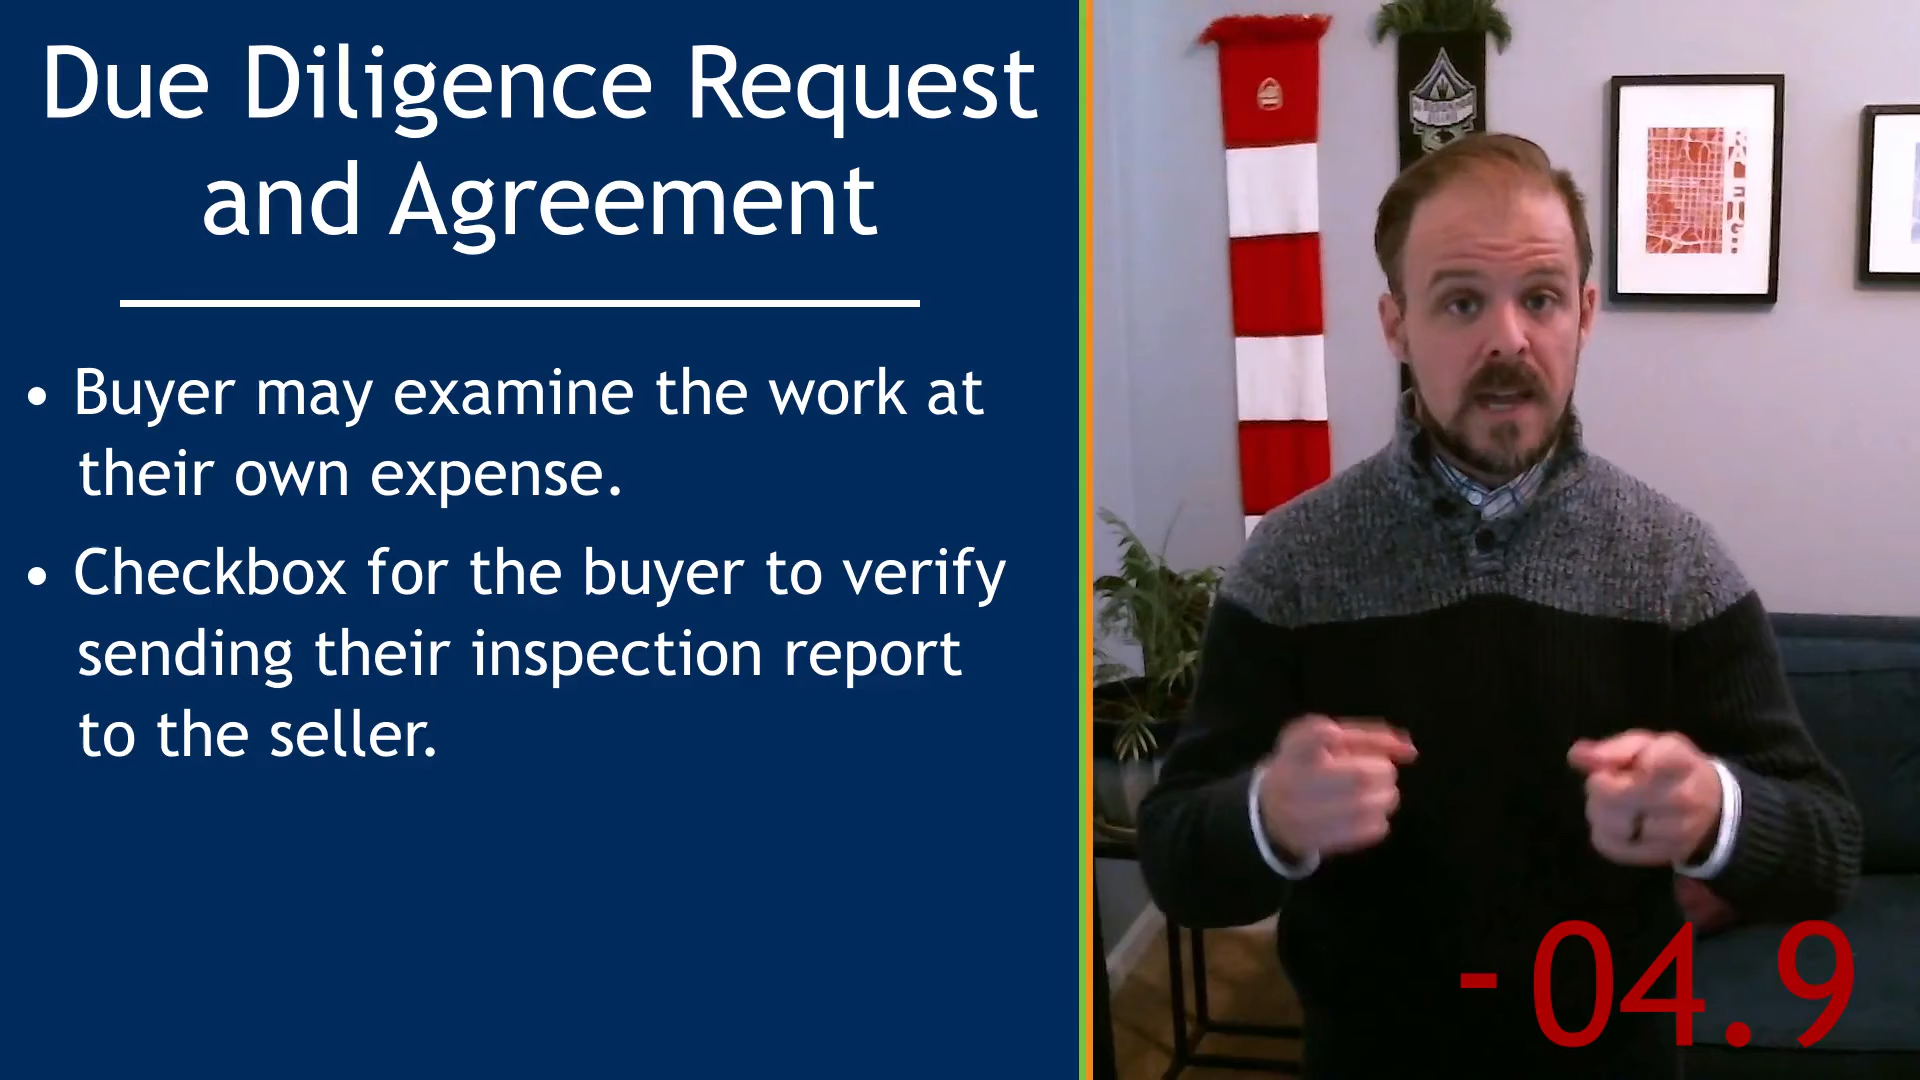 Due Diligence Request
and Agreement
• Buyer may examine the work at
their own expense.
• Checkbox for the buyer to verify
sending their inspection report
to the seller.
-04.9